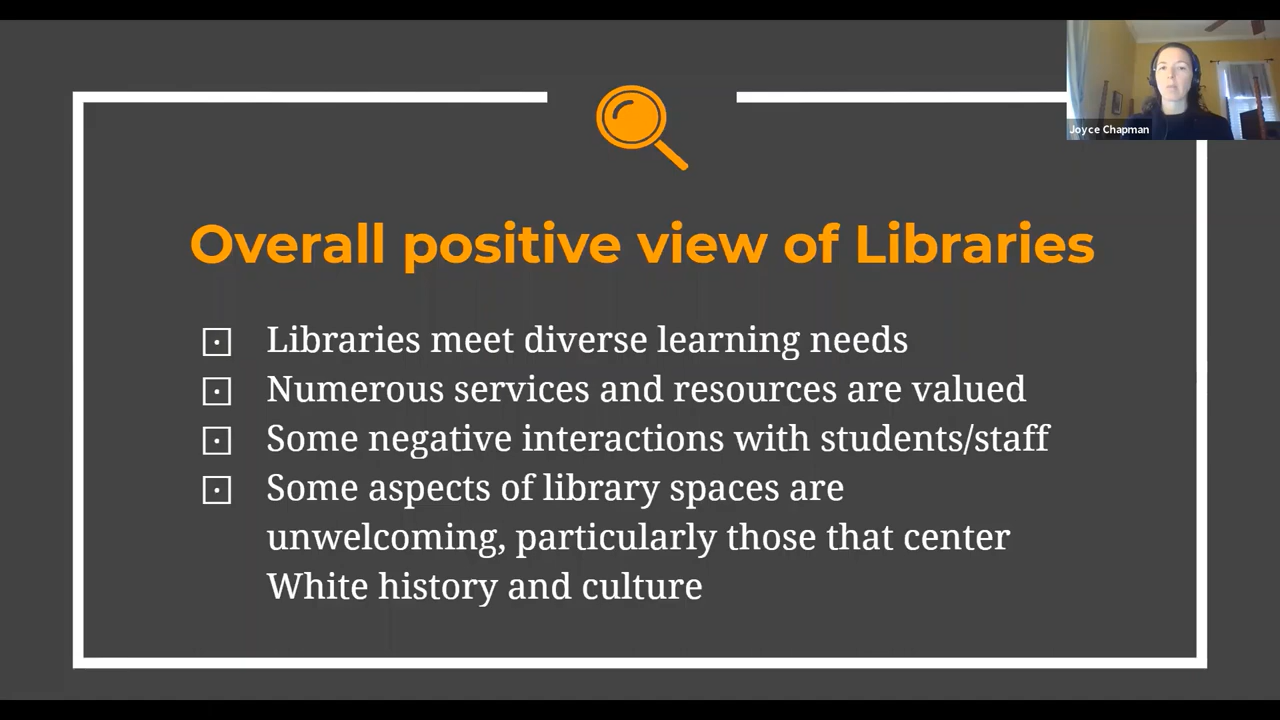 Joyce Chapman
Overall positive view of Libraries
Libraries meet diverse learning needs
Numerous services and resources are valued
Some negative interactions with students/staff
Some aspects of library spaces are
unwelcoming, particularly those that center
White history and culture